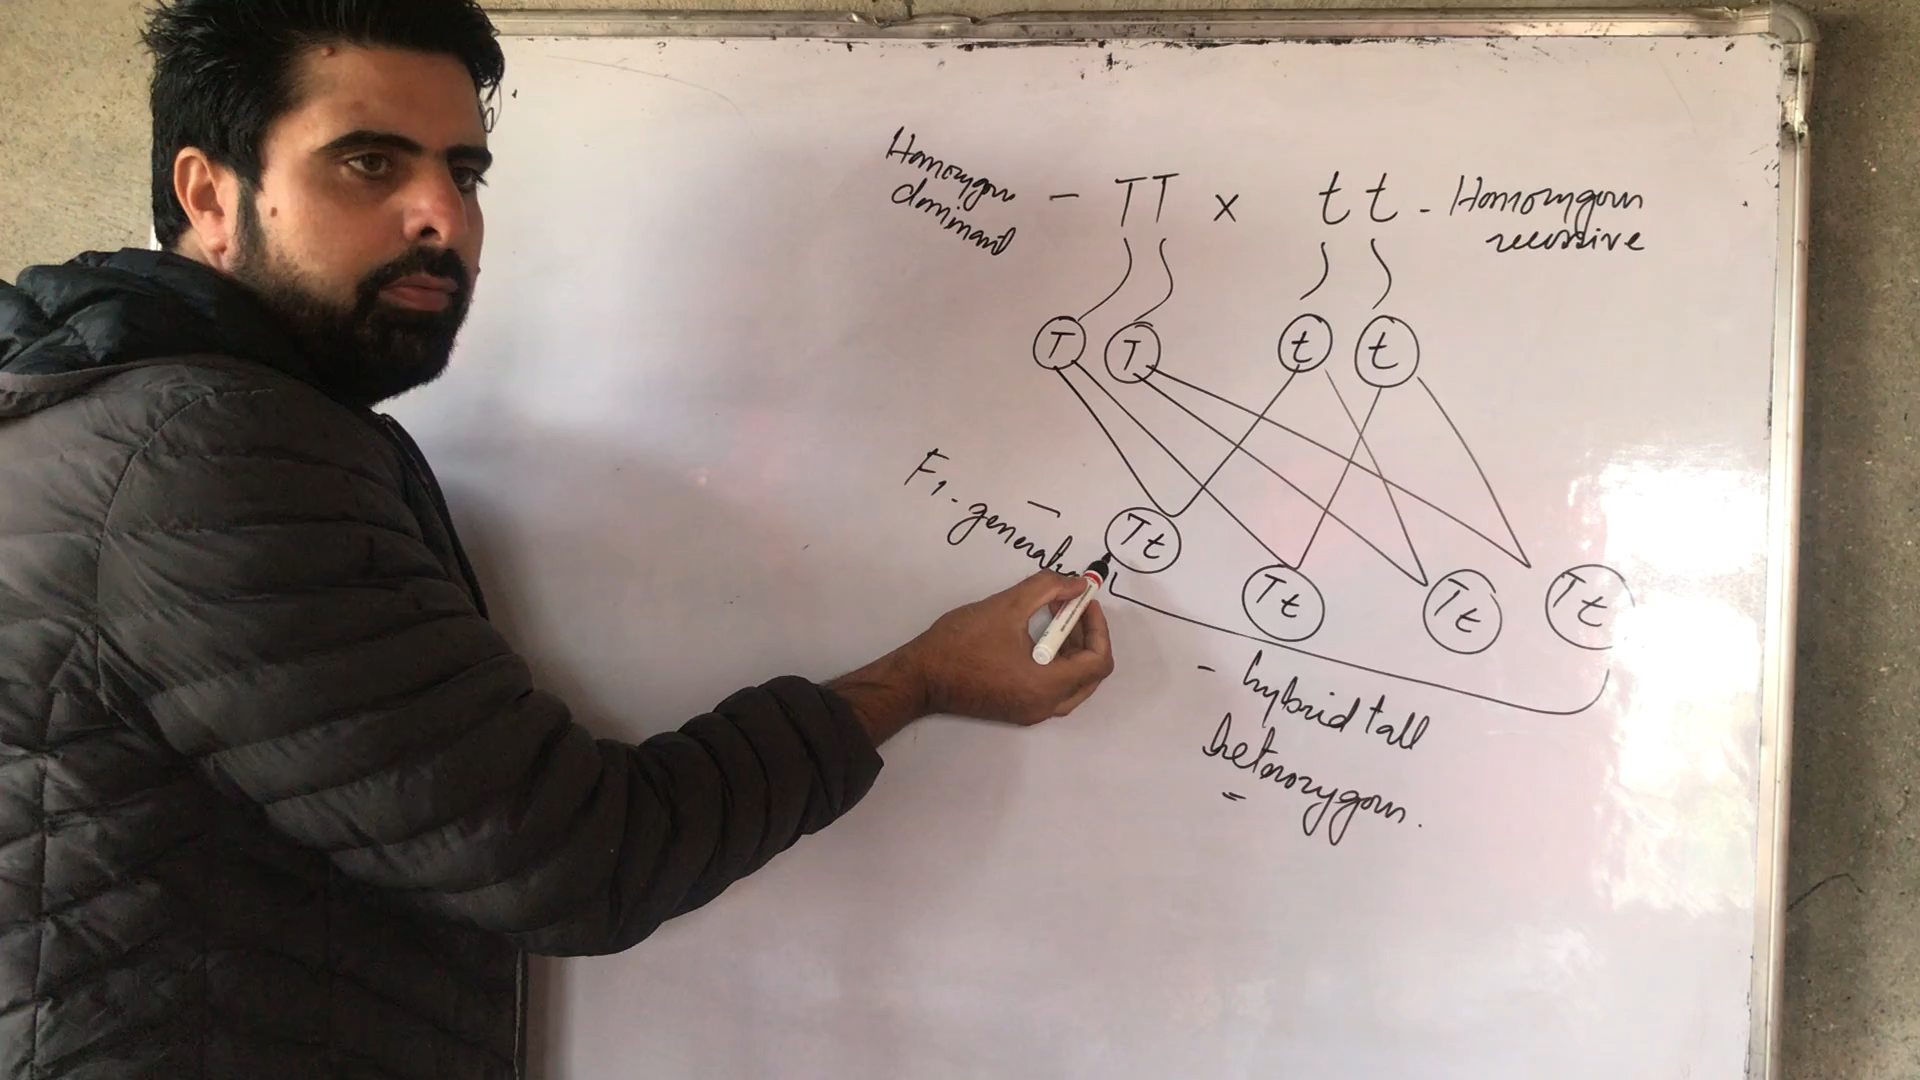 Homozygous - TT x tt - Homozygous
dominant
recessive
T T t t
F1 - generation
Tt Tt Tt Tt
- hybrid tall
heterozygous.